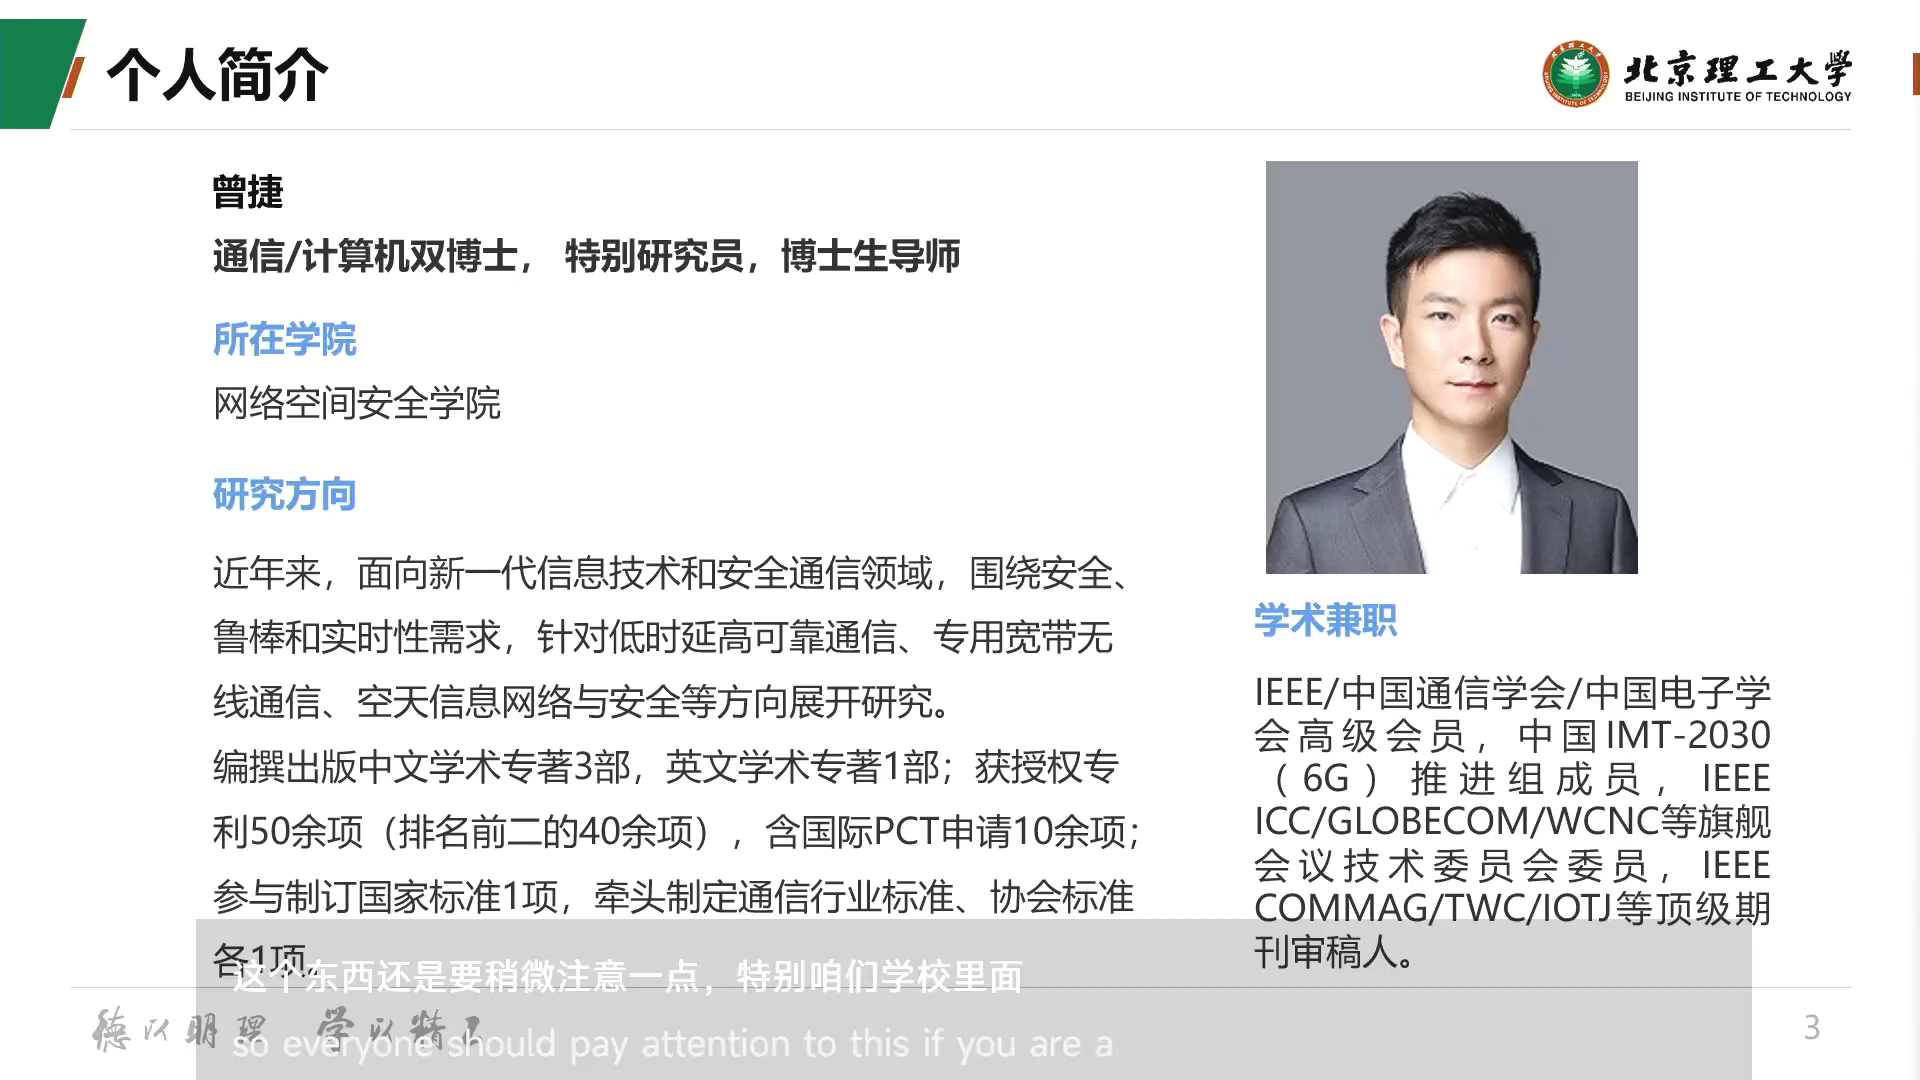 个人简介
北京理工大学
BEIJING INSTITUTE OF TECHNOLOGY
曾捷
通信/计算机双博士， 特别研究员，博士生导师
所在学院
网络空间安全学院
研究方向
近年来，面向新一代信息技术和安全通信领域，围绕安全、
鲁棒和实时性需求，针对低时延高可靠通信、专用宽带无
线通信、空天信息网络与安全等方向展开研究。
编撰出版中文学术专著3部，英文学术专著1部；获授权专
利50余项（排名前二的40余项），含国际PCT申请10余项；
参与制订国家标准1项，牵头制定通信行业标准、协会标准
各1项。
学术兼职
IEEE/中国通信学会/中国电子学
会高级会员，中国IMT-2030
（6G）推进组成员，IEEE
ICC/GLOBECOM/WCNC等旗舰
会议技术委员会委员，IEEE
COMMAG/TWC/IOTJ等顶级期
刊审稿人。
这个东西还是要稍微注意一点，特别咱们学校里面
so everyone should pay attention to this if you are a
德以明理 学以精工
3